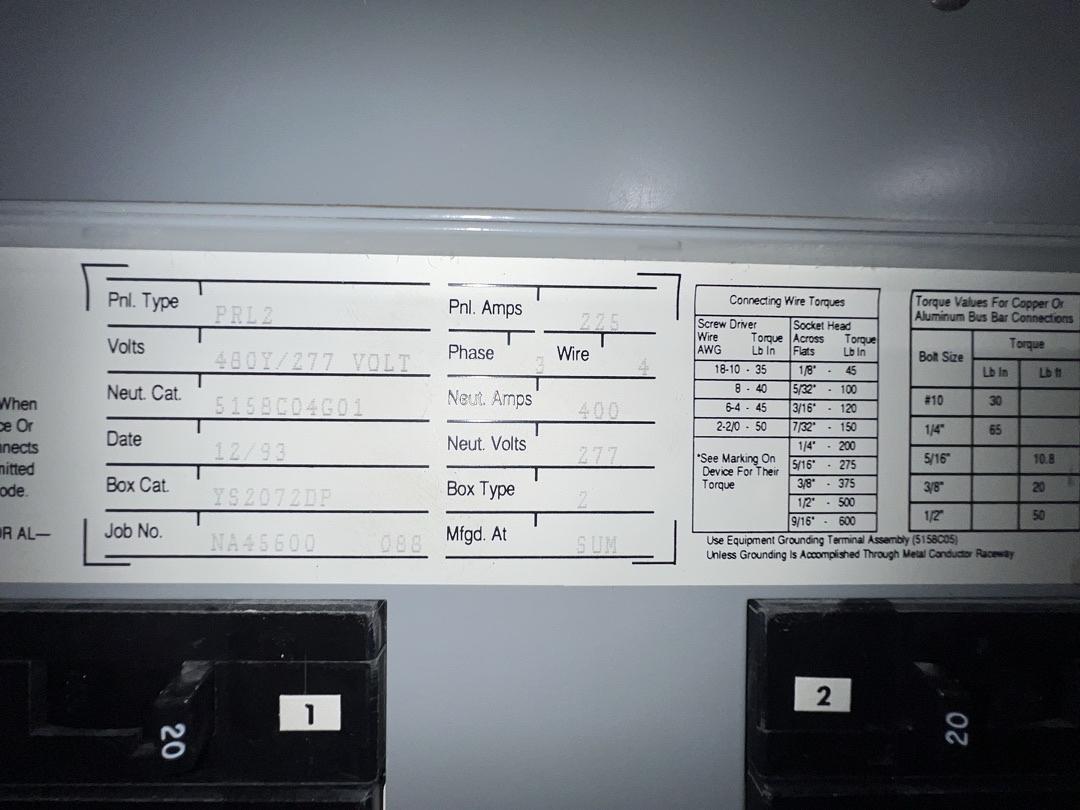 When
ce Or
nnects
mitted
ode.
OR AL—
Pnl. Type PRL2
Volts 480Y/277 VOLT
Neut. Cat. 5158C04G01
Date 12/93
Box Cat. YS2072DP
Job No. NA45600 088
Pnl. Amps 225
Phase 3 Wire 4
Neut. Amps 400
Neut. Volts 277
Box Type 2
Mfgd. At SUM
Connecting Wire Torques
Screw Driver Socket Head
Wire Torque Across Torque
AWG Lb In Flats Lb In
18-10 - 35 1/8" - 45
8 - 40 5/32" - 100
6-4 - 45 3/16" - 120
2-2/0 - 50 7/32" - 150
1/4" - 200
*See Marking On 5/16" - 275
Device For Their 3/8" - 375
Torque 1/2" - 500
9/16" - 600
Torque Values For Copper Or
Aluminum Bus Bar Connections
Bolt Size Torque
Lb In Lb ft
#10 30
1/4" 65
5/16" 10.8
3/8" 20
1/2" 50
Use Equipment Grounding Terminal Assembly (5158C05)
Unless Grounding Is Accomplished Through Metal Conductor Raceway
1
20
2
20